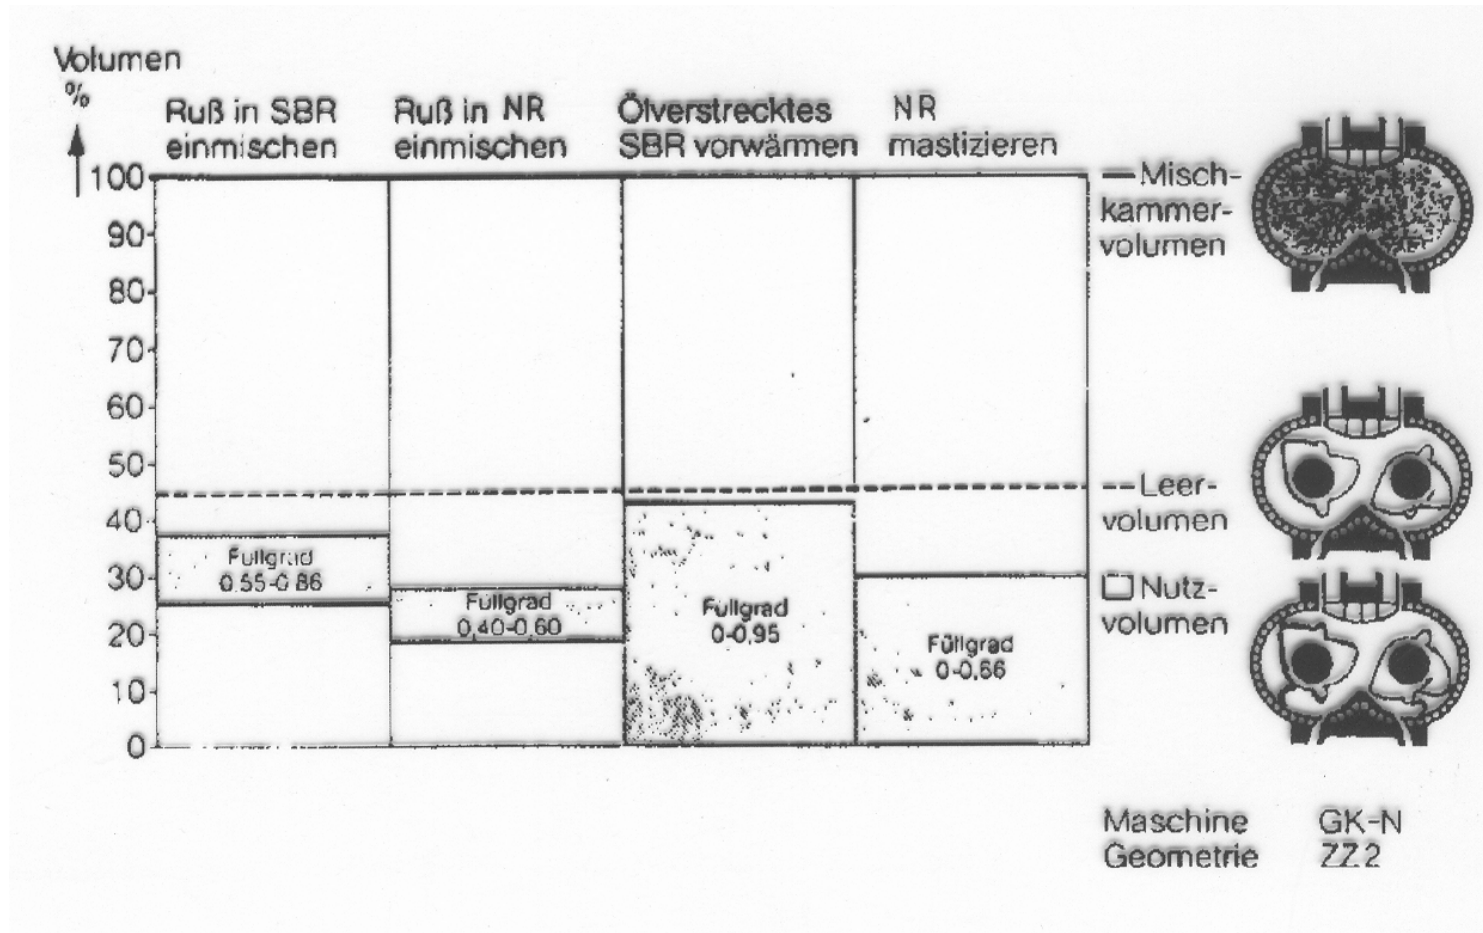 Volumen
%
Ruß in SBR
einmischen
Ruß in NR
einmischen
Ölverstrecktes
SBR vorwärmen
NR
mastizieren
100
90
80
70
60
50
40
30
20
10
0
Füllgrad
0.55-0.86
Füllgrad
0,40-0,60
Füllgrad
0-0,95
Füllgrad
0-0,66
Misch-
kammer-
volumen
Leer-
volumen
Nutz-
volumen
Maschine GK-N
Geometrie ZZ2